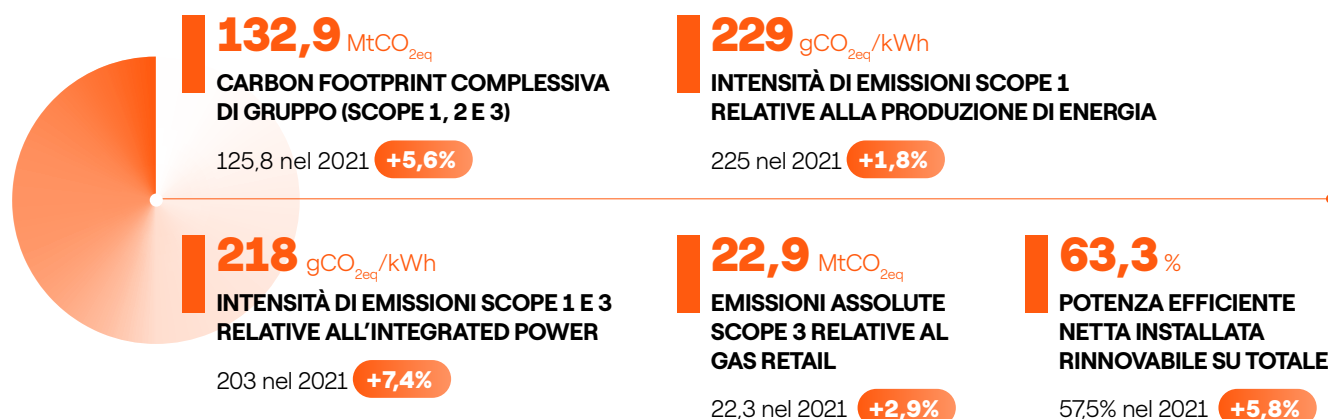 132,9 MtCO2eq
CARBON FOOTPRINT COMPLESSIVA
DI GRUPPO (SCOPE 1, 2 E 3)
125,8 nel 2021 +5,6%
229 gCO2eq/kWh
INTENSITÀ DI EMISSIONI SCOPE 1
RELATIVE ALLA PRODUZIONE DI ENERGIA
225 nel 2021 +1,8%
218 gCO2eq/kWh
INTENSITÀ DI EMISSIONI SCOPE 1 E 3
RELATIVE ALL'INTEGRATED POWER
203 nel 2021 +7,4%
22,9 MtCO2eq
EMISSIONI ASSOLUTE
SCOPE 3 RELATIVE AL
GAS RETAIL
22,3 nel 2021 +2,9%
63,3 %
POTENZA EFFICIENTE
NETTA INSTALLATA
RINNOVABILE SU TOTALE
57,5% nel 2021 +5,8%